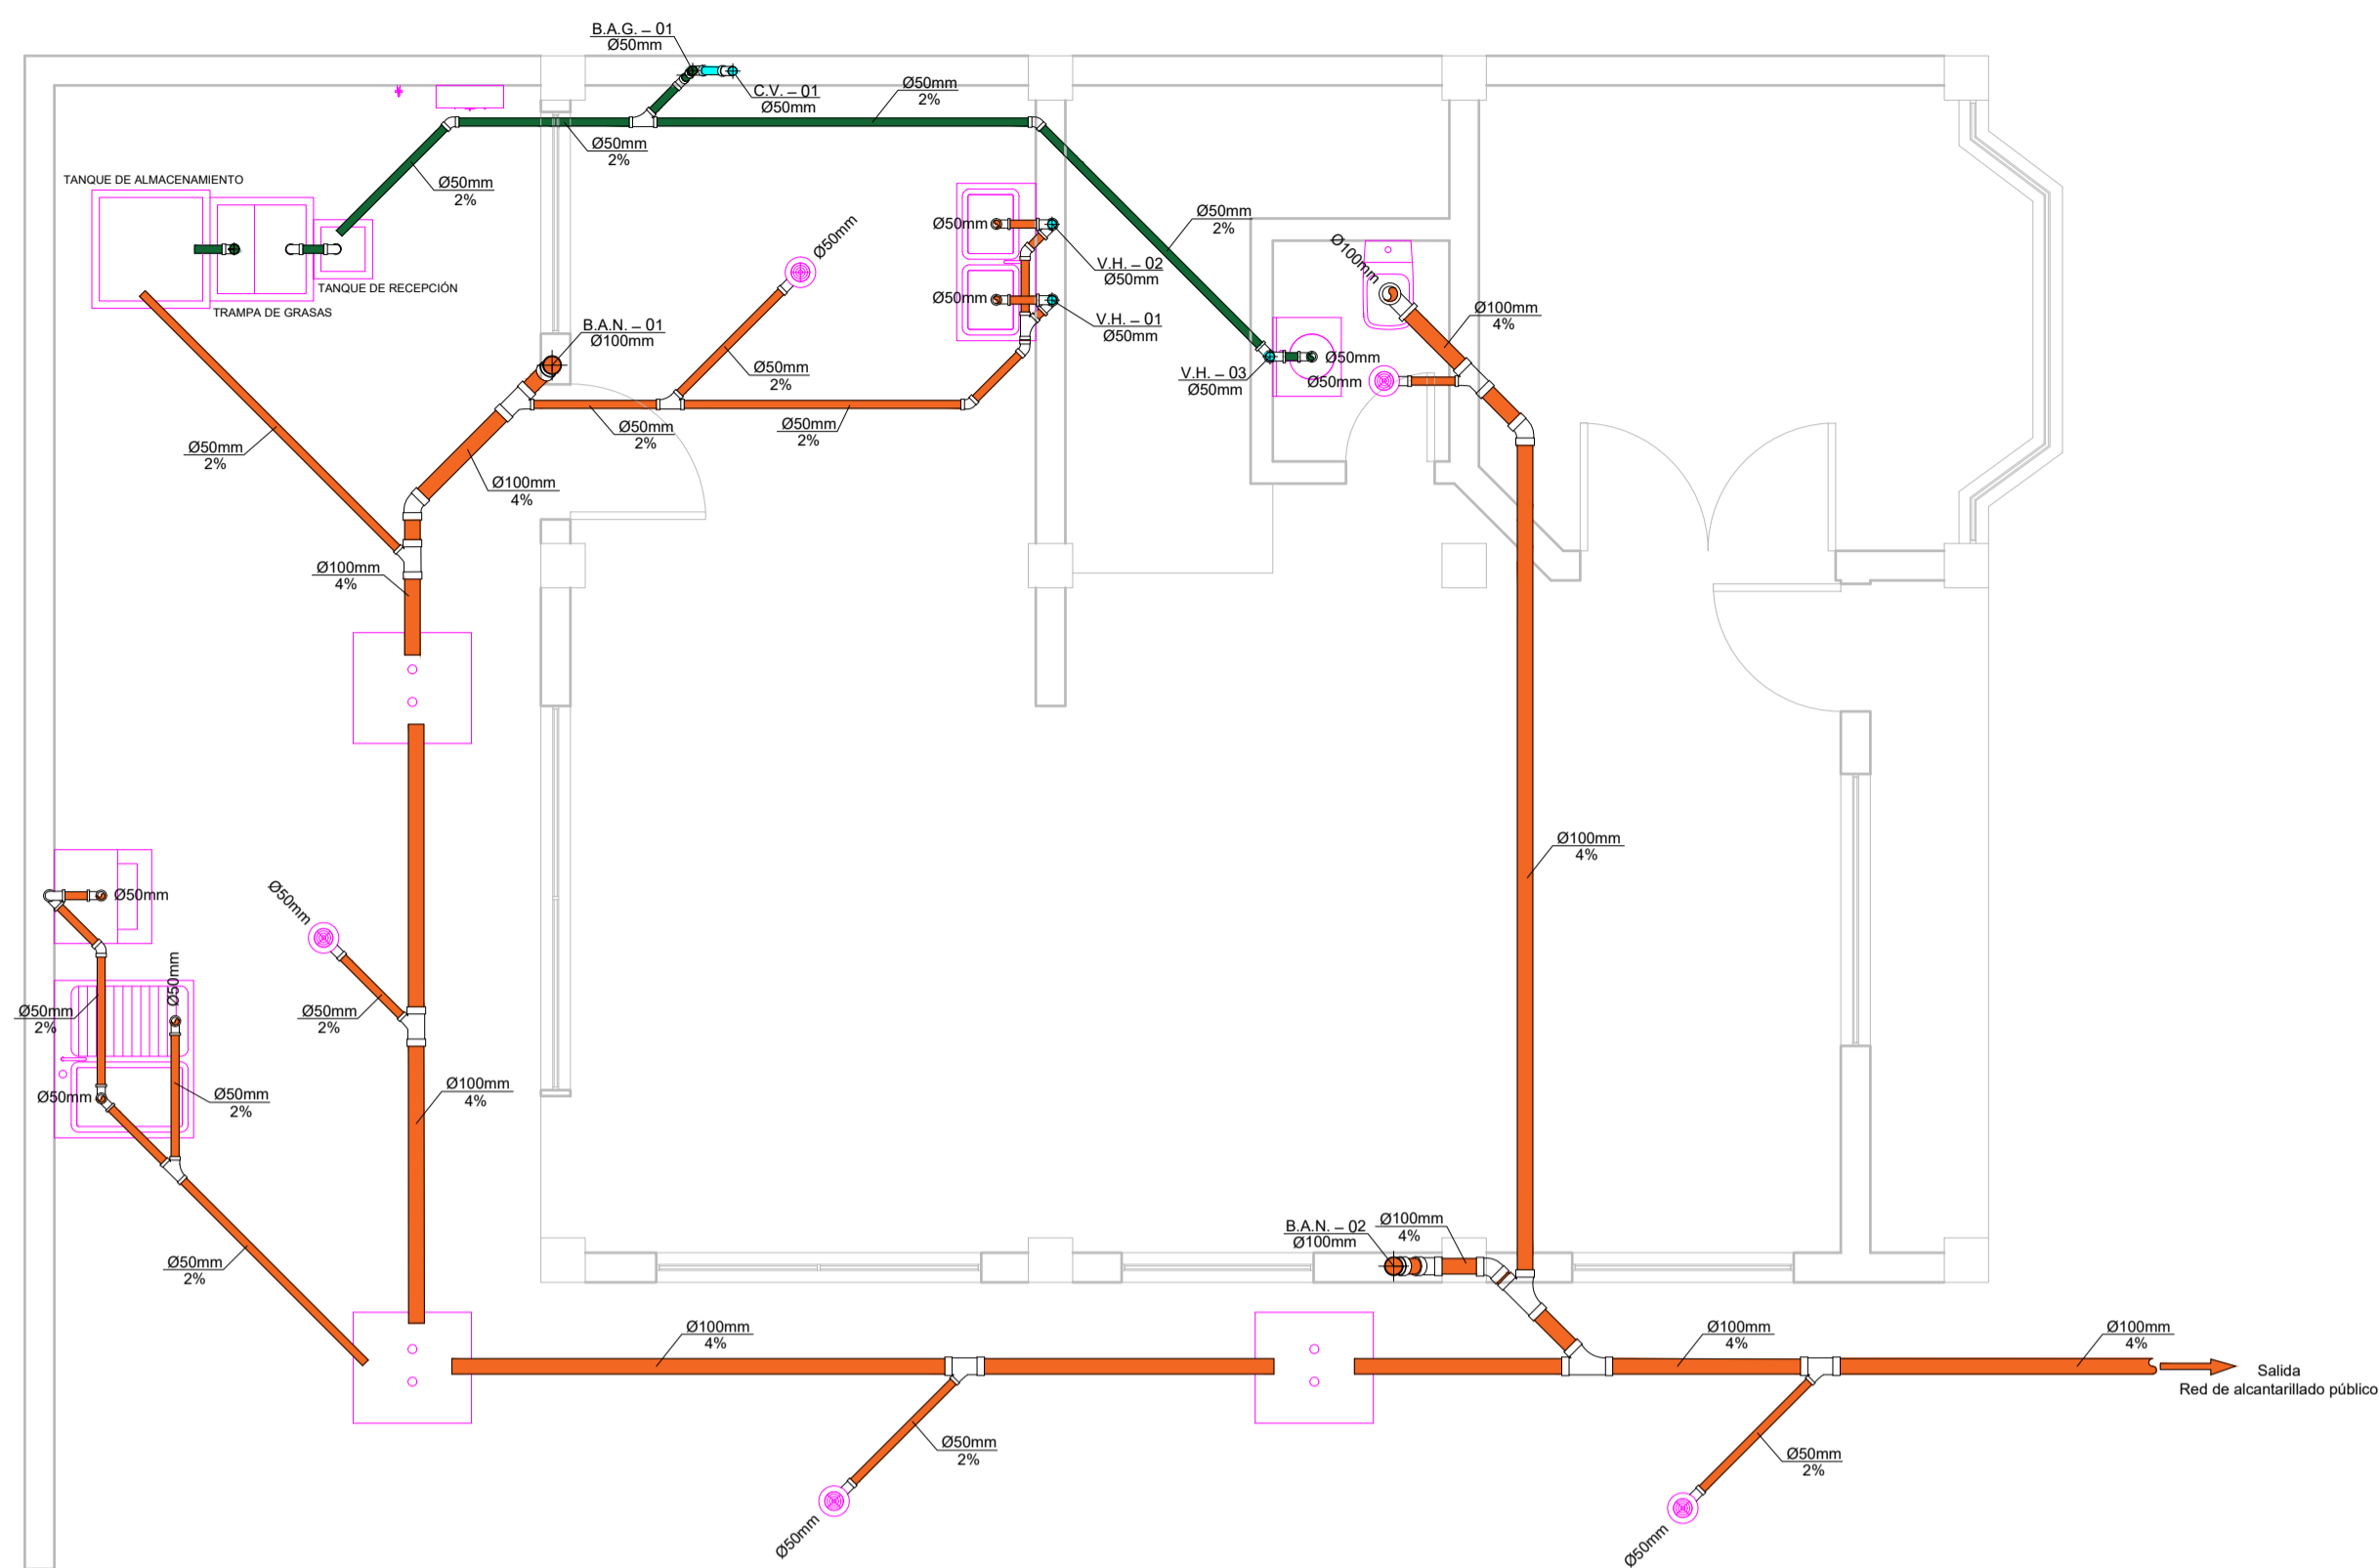 B.A.G. – 01
Ø50mm
C.V. – 01
Ø50mm
Ø50mm
2%
Ø50mm
2%
Ø50mm
2%
TANQUE DE ALMACENAMIENTO
TANQUE DE RECEPCIÓN
TRAMPA DE GRASAS
Ø50mm
Ø50mm
Ø50mm
2%
Ø100mm
V.H. – 02
Ø50mm
Ø50mm
V.H. – 01
Ø50mm
Ø100mm
4%
B.A.N. – 01
Ø100mm
Ø50mm
2%
Ø50mm
V.H. – 03
Ø50mm
Ø50mm
Ø50mm
2%
Ø50mm
2%
Ø50mm
2%
Ø100mm
4%
Ø100mm
4%
Ø100mm
4%
Ø50mm
Ø50mm
Ø50mm
Ø50mm
2%
Ø50mm
2%
Ø50mm
Ø50mm
2%
Ø100mm
4%
Ø50mm
2%
B.A.N. – 02
Ø100mm
Ø100mm
4%
Ø100mm
4%
Ø100mm
4%
Ø100mm
4%
Salida
Red de alcantarillado público
Ø50mm
2%
Ø50mm
2%
Ø50mm
Ø50mm